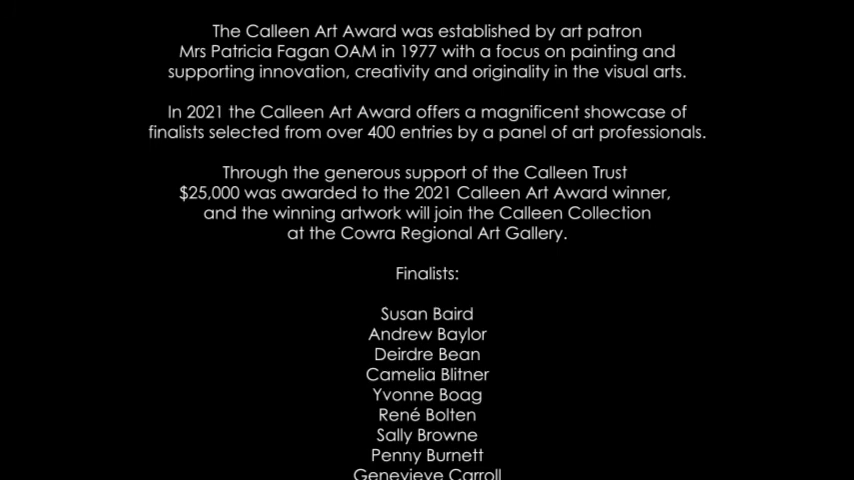 The Calleen Art Award was established by art patron
Mrs Patricia Fagan OAM in 1977 with a focus on painting and
supporting innovation, creativity and originality in the visual arts.
In 2021 the Calleen Art Award offers a magnificent showcase of
finalists selected from over 400 entries by a panel of art professionals.
Through the generous support of the Calleen Trust
$25,000 was awarded to the 2021 Calleen Art Award winner,
and the winning artwork will join the Calleen Collection
at the Cowra Regional Art Gallery.
Finalists:
Susan Baird
Andrew Baylor
Deirdre Bean
Camelia Blitner
Yvonne Boag
René Bolten
Sally Browne
Penny Burnett
Genevieve Carroll